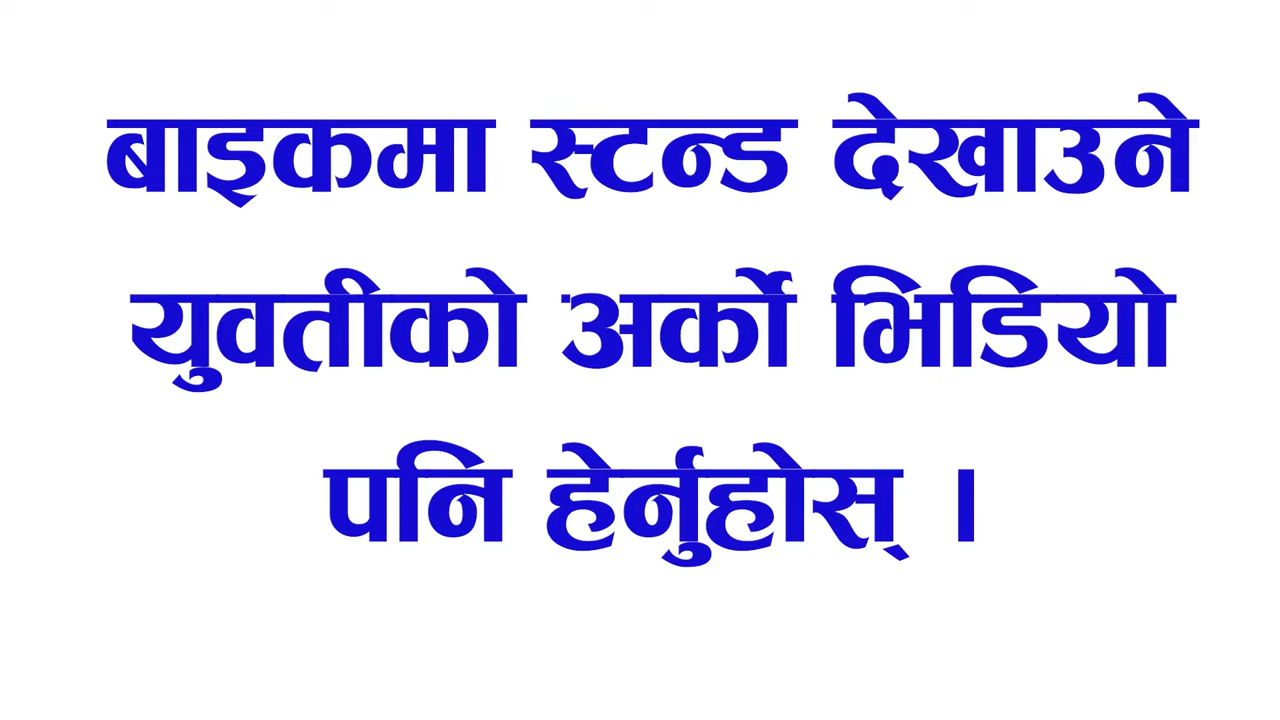 बाइकमा स्टन्ड देखाउने
युवतीको अर्को भिडियो
पनि हेर्नुहोस् ।